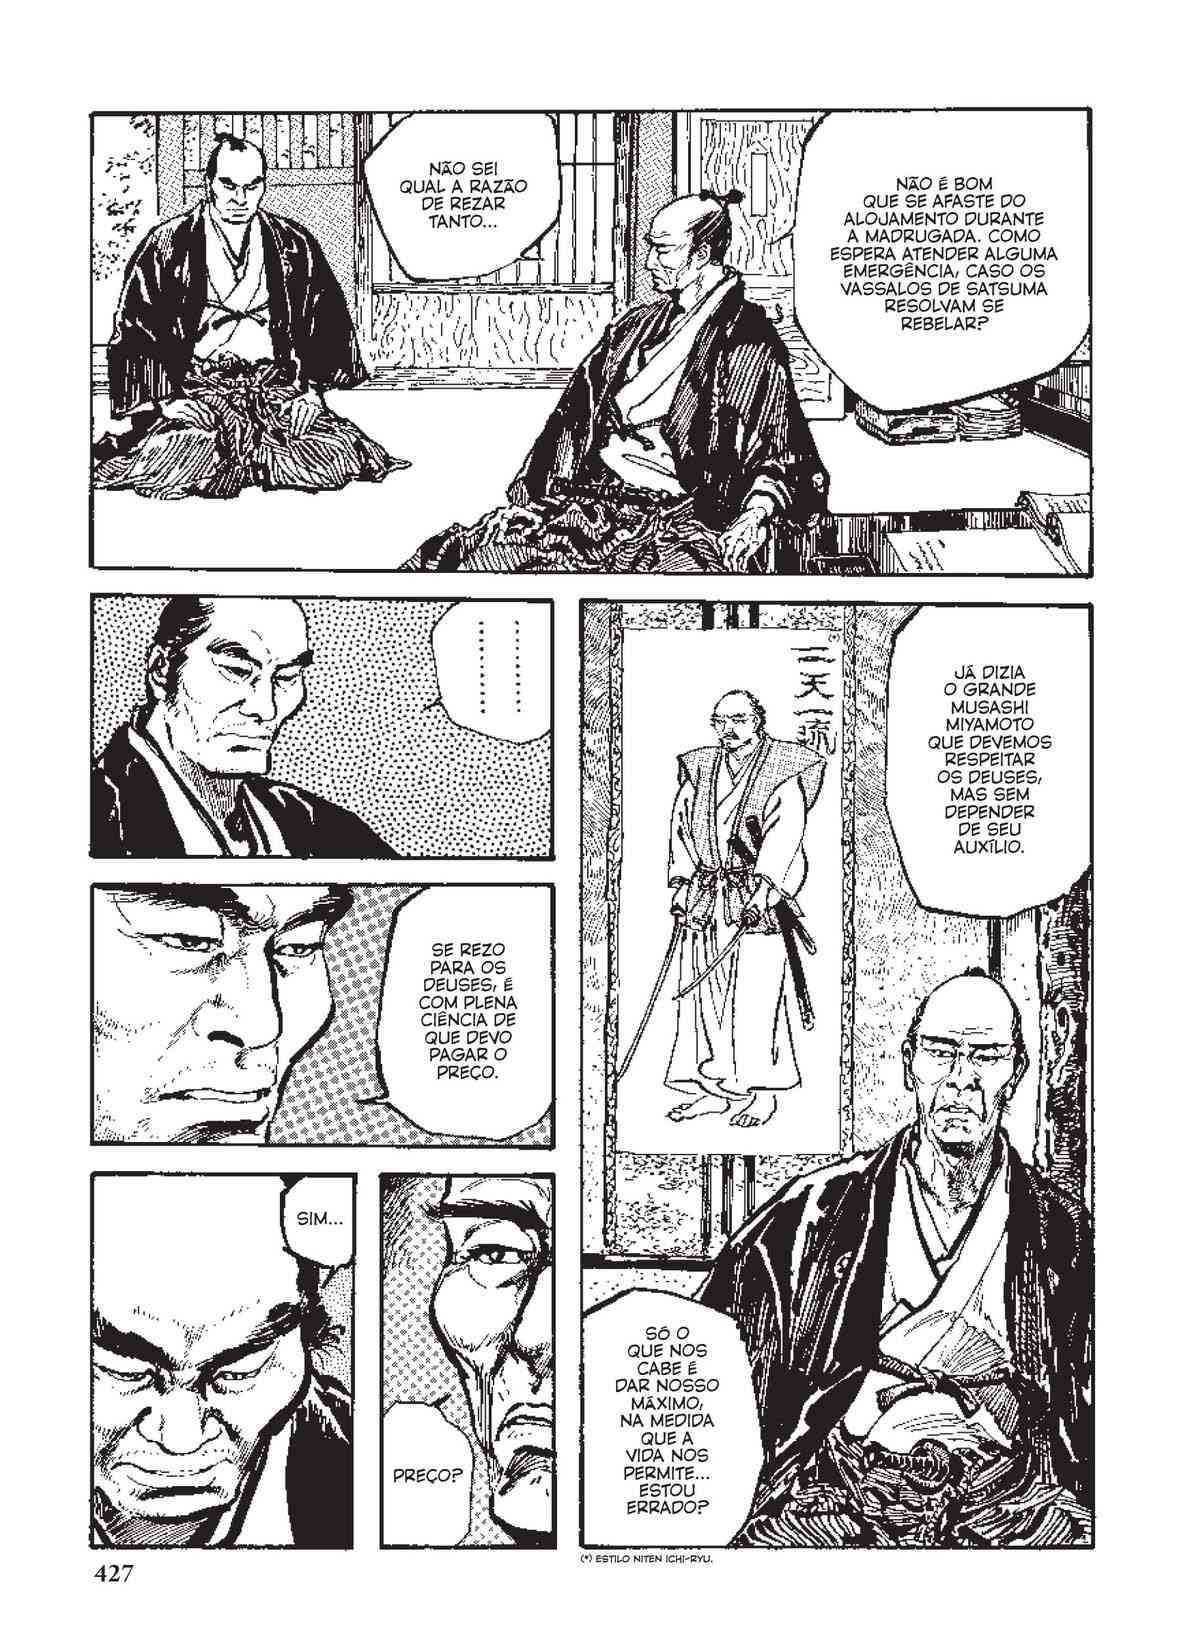 NÃO SEI
QUAL A RAZÃO
DE REZAR
TANTO...
NÃO É BOM
QUE SE AFASTE DO
ALOJAMENTO DURANTE
A MADRUGADA. COMO
ESPERA ATENDER ALGUMA
EMERGÊNCIA, CASO OS
VASSALOS DE SATSUMA
RESOLVAM SE
REBELAR?
JÁ DIZIA
O GRANDE
MUSASHI
MIYAMOTO
QUE DEVEMOS
RESPEITAR
OS DEUSES,
MAS SEM
DEPENDER
DE SEU
AUXÍLIO.
(*)
二天一流
SÓ O
QUE NOS
CABE É
DAR NOSSO
MÁXIMO,
NA MEDIDA
QUE A
VIDA NOS
PERMITE...
ESTOU
ERRADO?
SE REZO
PARA OS
DEUSES, É
COM PLENA
CIÊNCIA DE
QUE DEVO
PAGAR O
PREÇO.
PREÇO?
SIM...
(*) ESTILO NITEN ICHI-RYU.
427